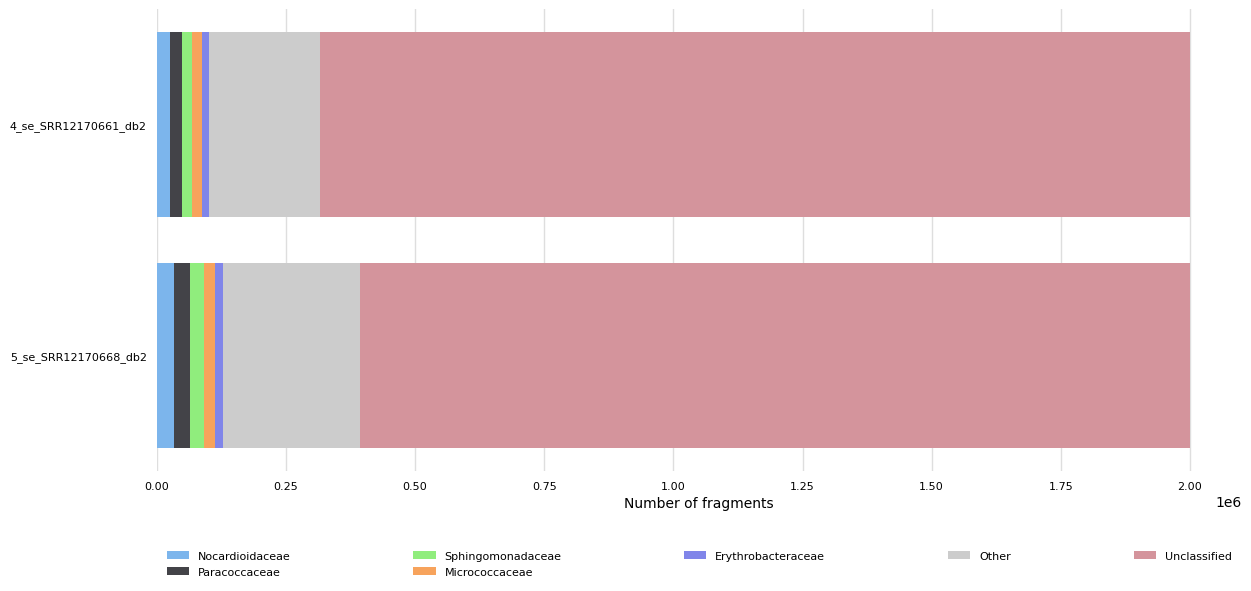 4_se_SRR12170661_db2
5_se_SRR12170668_db2
0.00 0.25 0.50 0.75 1.00 1.25 1.50 1.75 2.00
Number of fragments 1e6
Nocardioidaceae Sphingomonadaceae Erythrobacteraceae Other Unclassified
Paracoccaceae Micrococcaceae